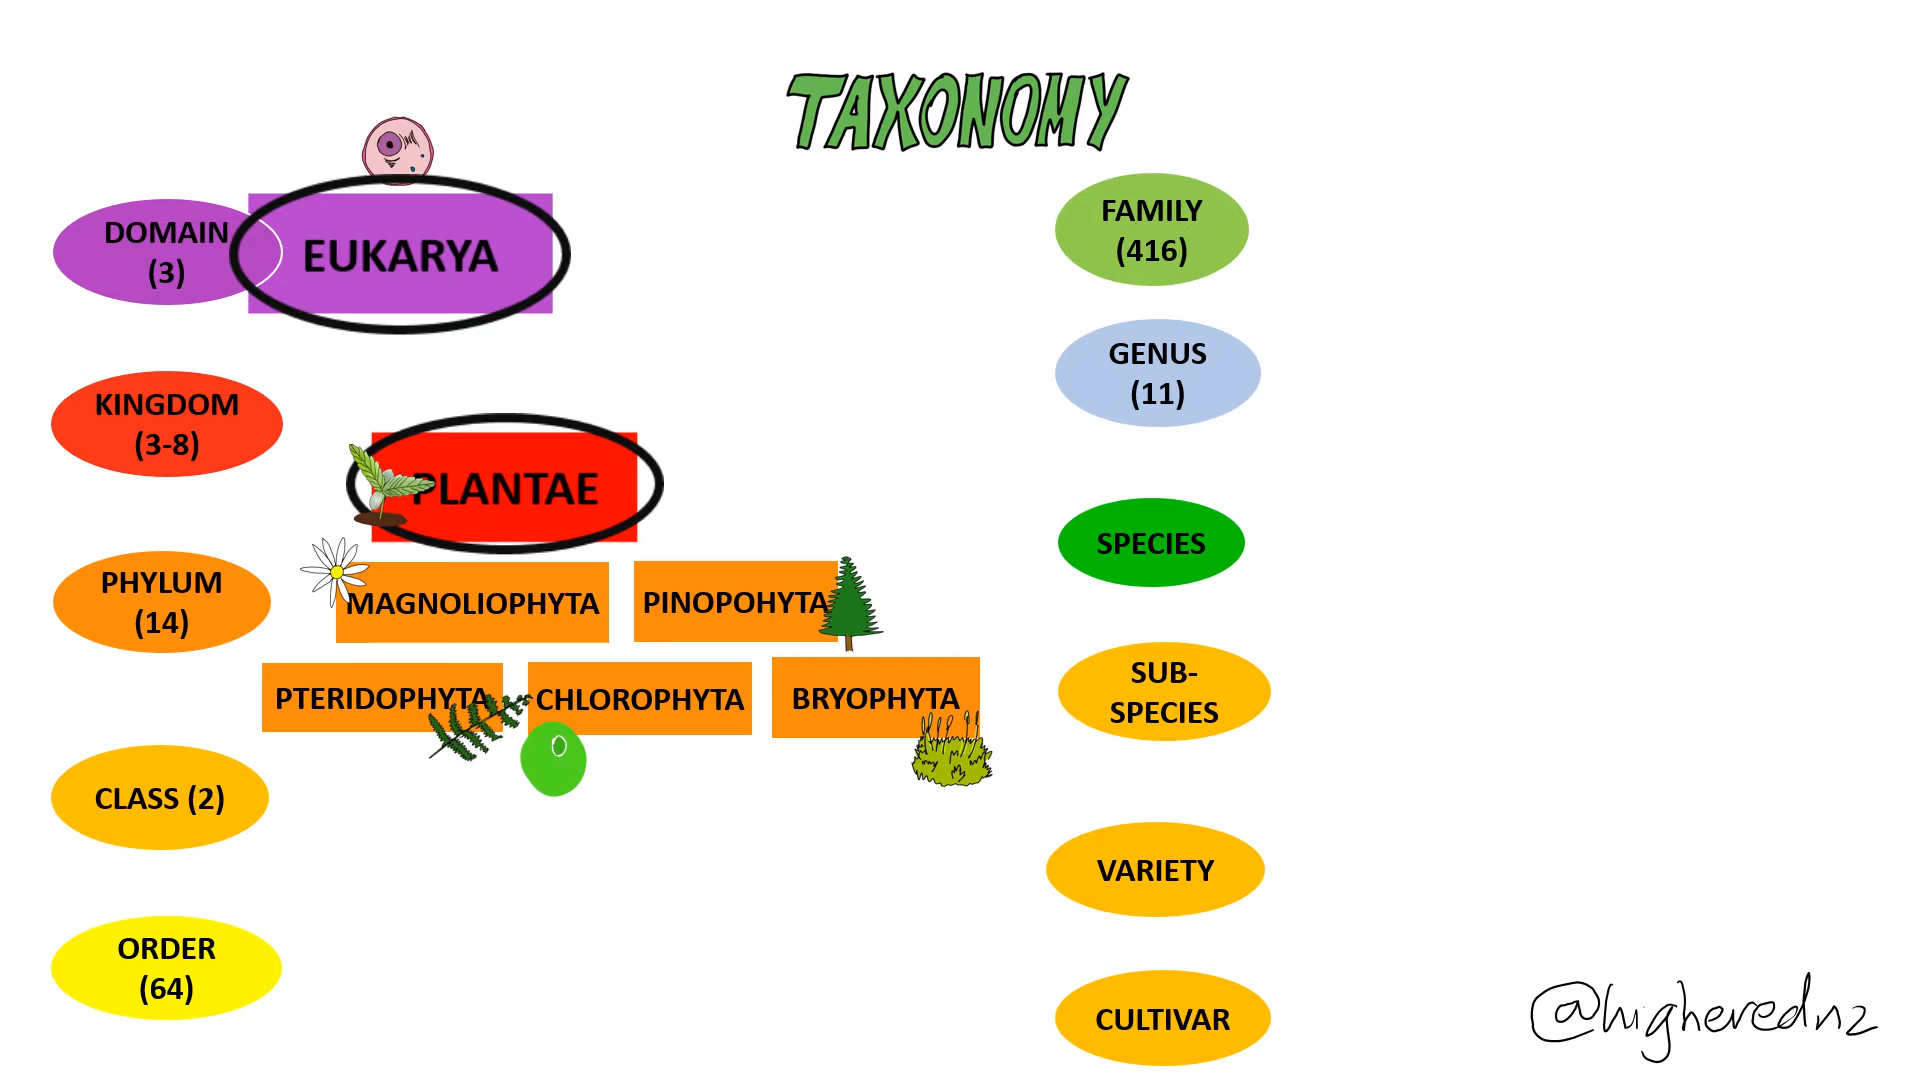 TAXONOMY
DOMAIN
(3)
EUKARYA
KINGDOM
(3-8)
PLANTAE
PHYLUM
(14)
MAGNOLIOPHYTA
PINOPOHYTA
PTERIDOPHYTA
CHLOROPHYTA
BRYOPHYTA
CLASS (2)
ORDER
(64)
FAMILY
(416)
GENUS
(11)
SPECIES
SUB-
SPECIES
VARIETY
CULTIVAR
@higherednz